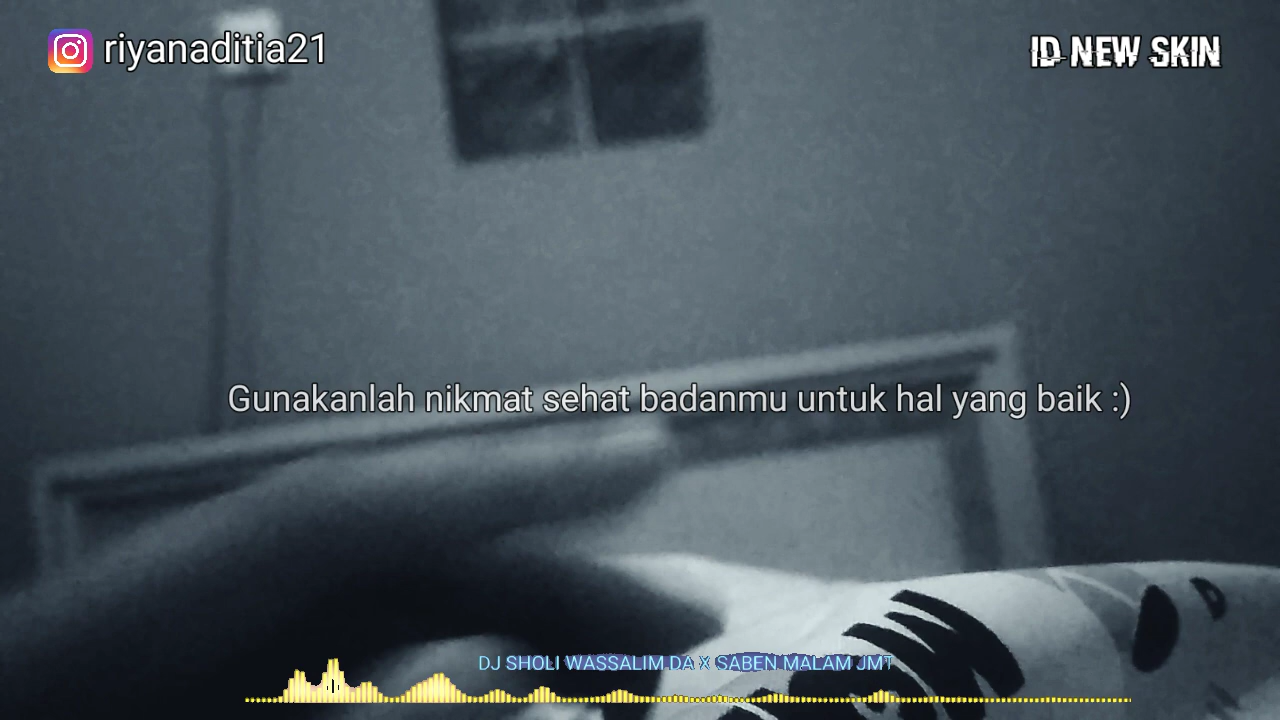 riyanaditia21
ID NEW SKIN
Gunakanlah nikmat sehat badanmu untuk hal yang baik :)
DJ SHOLI WASSALIM DA X SABEN MALAM JMT